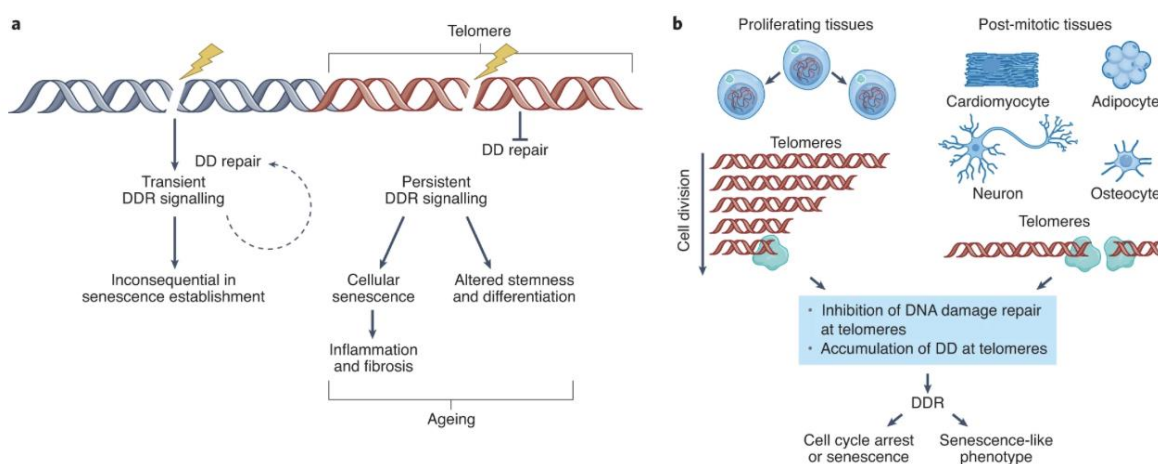 a
Telomere
DD repair
DD repair
Transient
DDR signalling
Persistent
DDR signalling
Inconsequential in
senescence establishment
Cellular
senescence
Altered stemness
and differentiation
Inflammation
and fibrosis
Ageing
b
Proliferating tissues
Post-mitotic tissues
Cardiomyocyte
Adipocyte
Neuron
Osteocyte
Telomeres
Cell division
Telomeres
• Inhibition of DNA damage repair
at telomeres
• Accumulation of DD at telomeres
DDR
Cell cycle arrest
or senescence
Senescence-like
phenotype